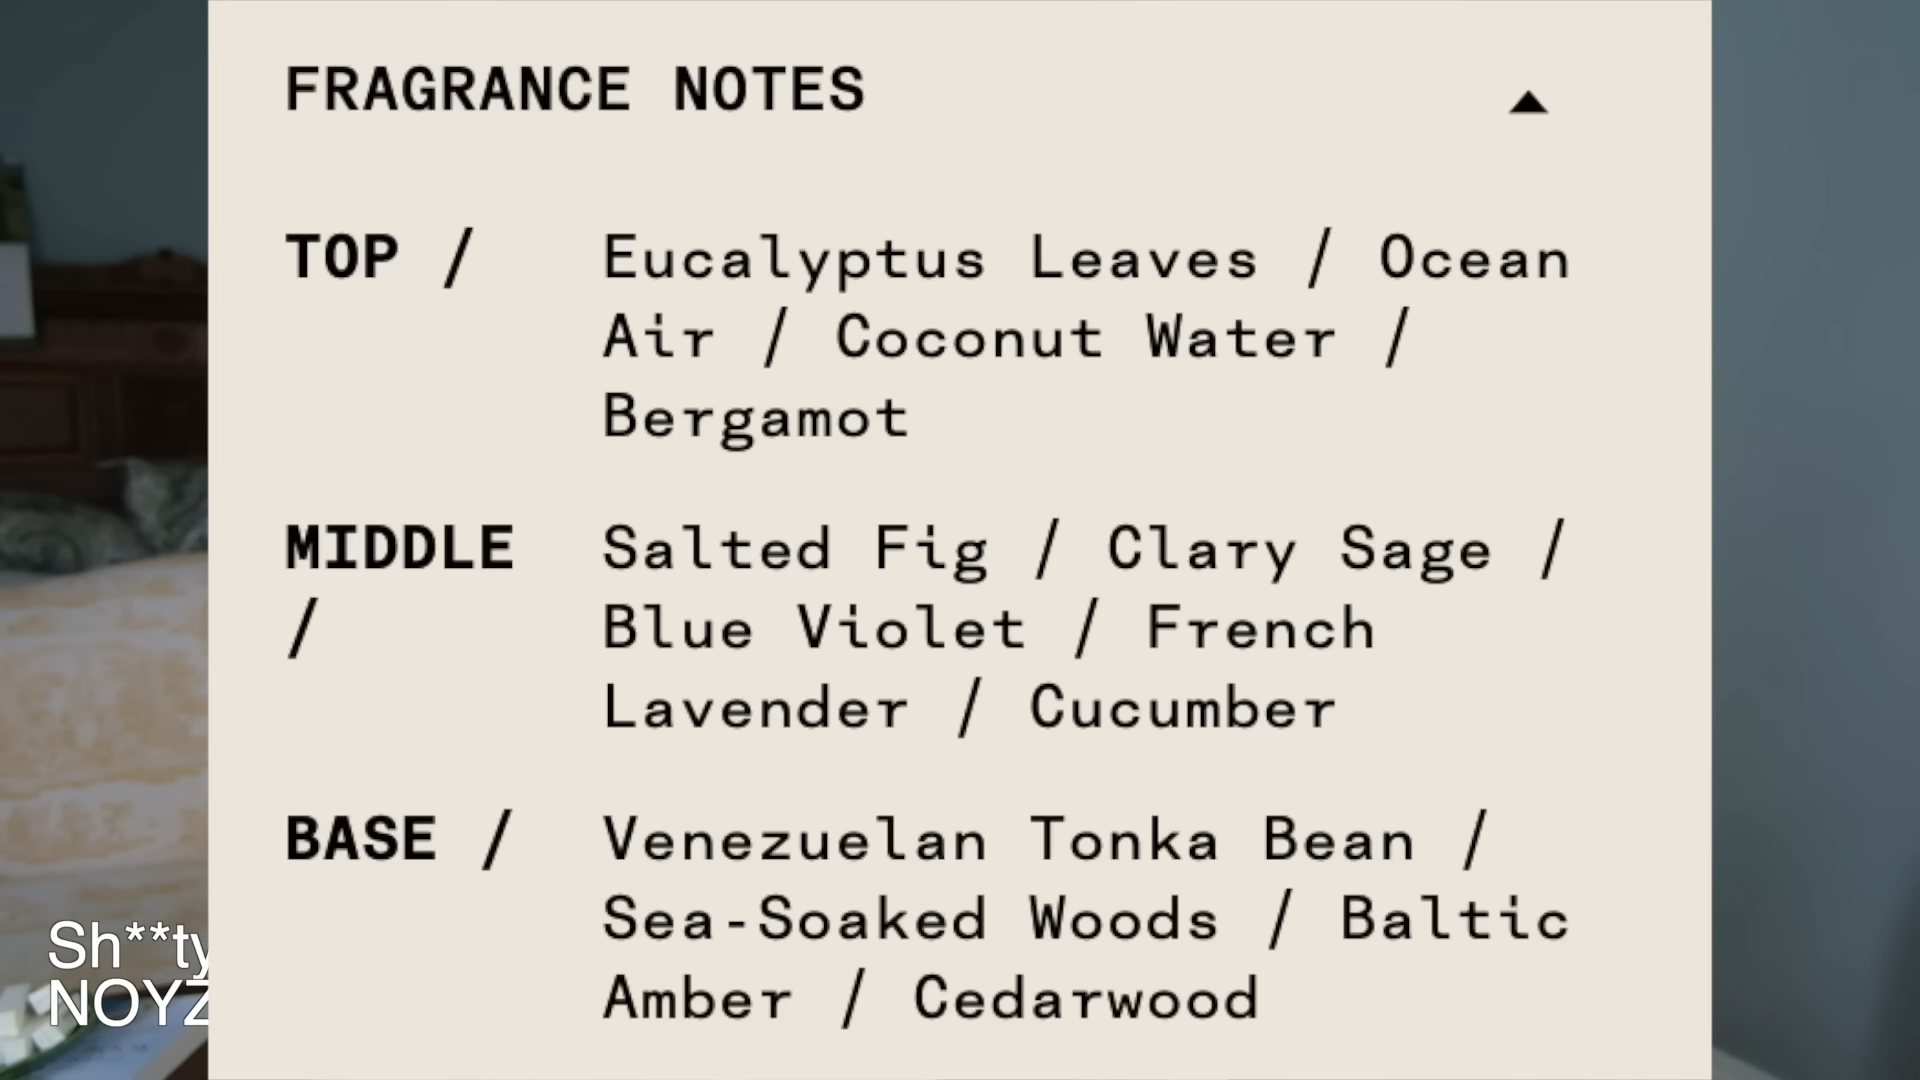 FRAGRANCE NOTES ▲
TOP / Eucalyptus Leaves / Ocean
Air / Coconut Water /
Bergamot
MIDDLE Salted Fig / Clary Sage /
/ Blue Violet / French
Lavender / Cucumber
BASE / Venezuelan Tonka Bean /
Sea-Soaked Woods / Baltic
Amber / Cedarwood
Sh**ty
NOYZ